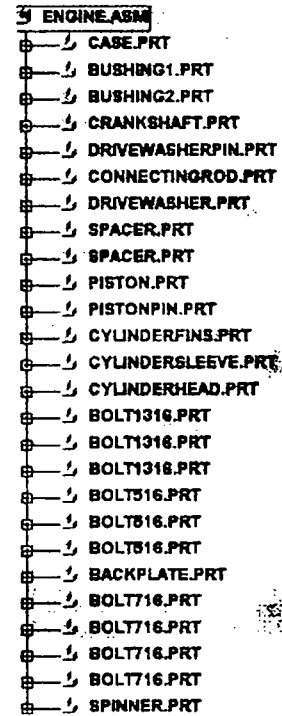 ENGINE.ASM
CASE.PRT
BUSHING1.PRT
BUSHING2.PRT
CRANKSHAFT.PRT
DRIVEWASHERPIN.PRT
CONNECTINGROD.PRT
DRIVEWASHER.PRT
SPACER.PRT
SPACER.PRT
PISTON.PRT
PISTONPIN.PRT
CYLINDERFINS.PRT
CYLINDERSLEEVE.PRT
CYLINDERHEAD.PRT
BOLT1316.PRT
BOLT1316.PRT
BOLT1316.PRT
BOLT516.PRT
BOLT516.PRT
BOLT516.PRT
BACKPLATE.PRT
BOLT716.PRT
BOLT716.PRT
BOLT716.PRT
BOLT716.PRT
SPINNER.PRT